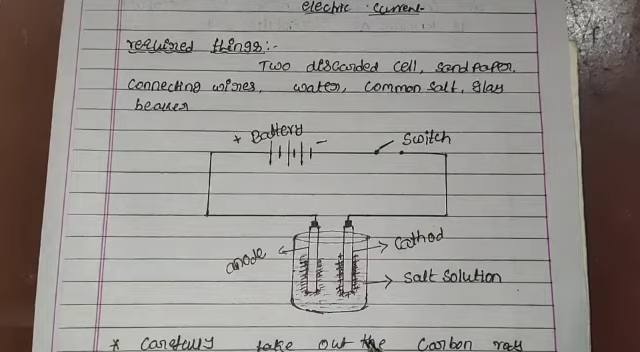 electric current
required things:-
Two discarded cell, sand paper,
connecting wires, water, common salt, glass
beaker
+ Battery -
Switch
anode
cathod
salt solution
* carefully take out the carbon rays